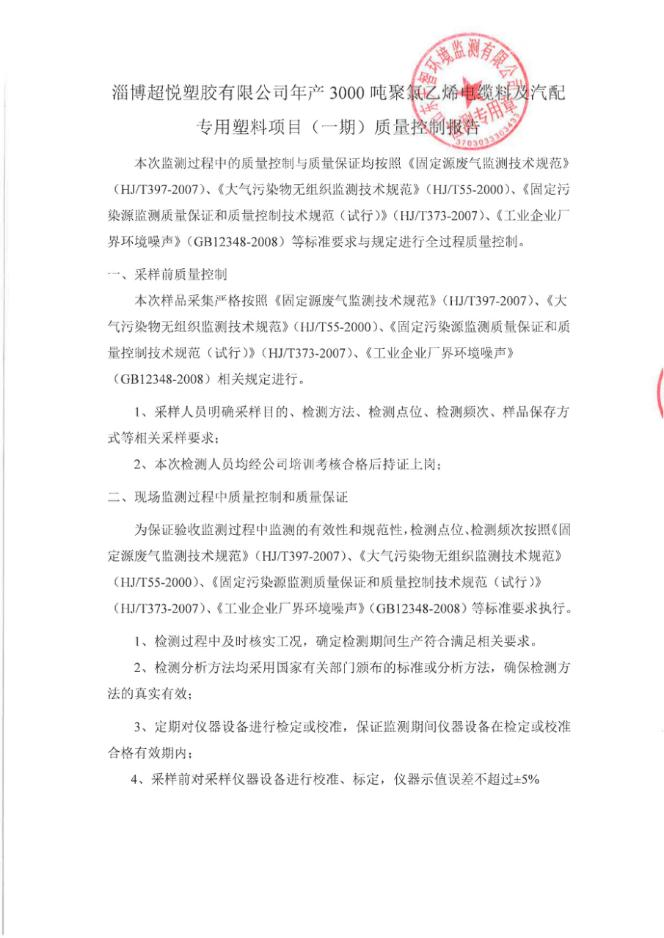 淄博超悦塑胶有限公司年产 3000 吨聚氯乙烯电缆料及汽配
专用塑料项目（一期）质量控制报告
本次监测过程中的质量控制与质量保证均按照《固定源废气监测技术规范》
（HJ/T397-2007）、《大气污染物无组织监测技术规范》（HJ/T55-2000）、《固定污
染源监测质量保证和质量控制技术规范（试行）》（HJ/T373-2007）、《工业企业厂
界环境噪声》（GB12348-2008）等标准要求与规定进行全过程质量控制。
一、采样前质量控制
本次样品采集严格按照《固定源废气监测技术规范》（HJ/T397-2007）、《大
气污染物无组织监测技术规范》（HJ/T55-2000）、《固定污染源监测质量保证和质
量控制技术规范（试行）》（HJ/T373-2007）、《工业企业厂界环境噪声》
（GB12348-2008）相关规定进行。
1、采样人员明确采样目的、检测方法、检测点位、检测频次、样品保存方
式等相关采样要求；
2、本次检测人员均经公司培训考核合格后持证上岗；
二、现场监测过程中质量控制和质量保证
为保证验收监测过程中监测的有效性和规范性，检测点位、检测频次按照《固
定源废气监测技术规范》（HJ/T397-2007）、《大气污染物无组织监测技术规范》
（HJ/T55-2000）、《固定污染源监测质量保证和质量控制技术规范（试行）》
（HJ/T373-2007）、《工业企业厂界环境噪声》（GB12348-2008）等标准要求执行。
1、检测过程中及时核实工况，确定检测期间生产符合满足相关要求。
2、检测分析方法均采用国家有关部门颁布的标准或分析方法，确保检测方
法的真实有效；
3、定期对仪器设备进行检定或校准，保证监测期间仪器设备在检定或校准
合格有效期内；
4、采样前对采样仪器设备进行校准、标定，仪器示值误差不超过±5%
智环境监测有限公司
检测专用章
3703033303433